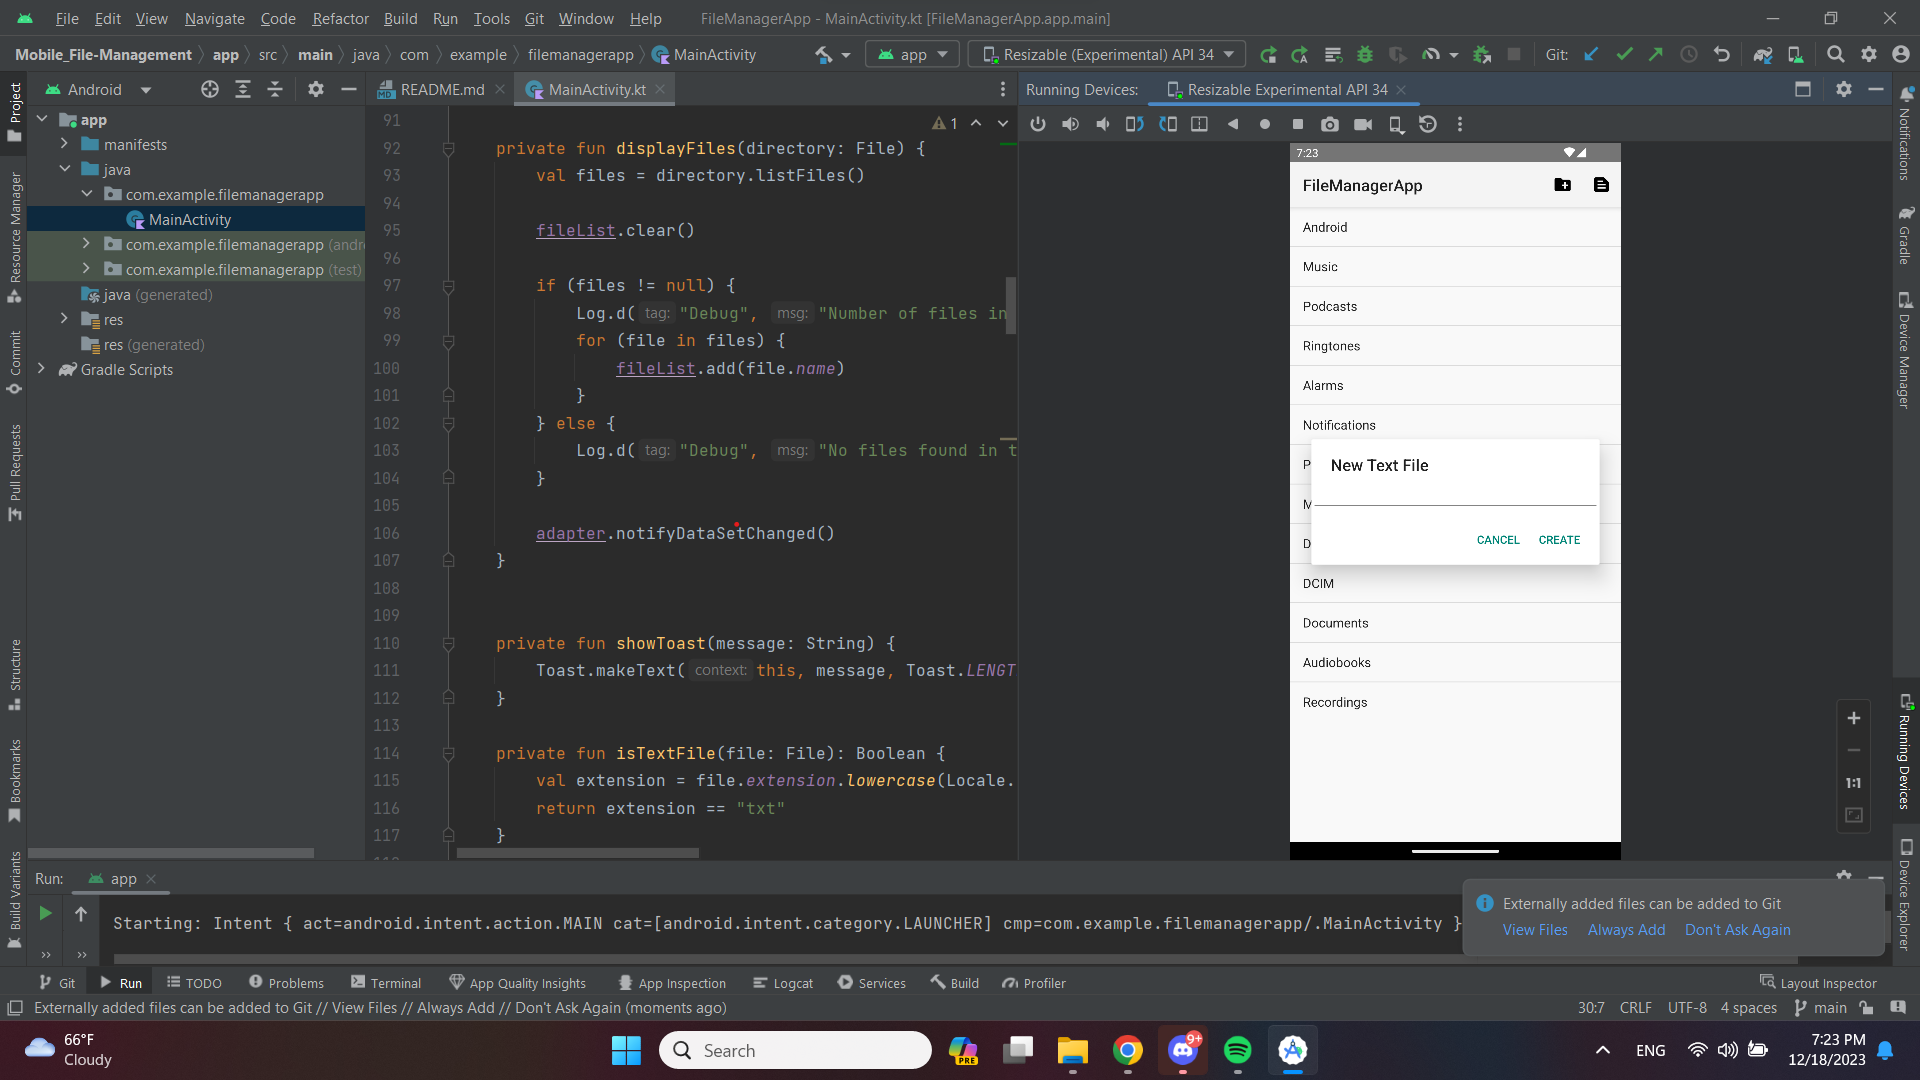 File Edit View Navigate Code Refactor Build Run Tools Git Window Help FileManagerApp - MainActivity.kt [FileManagerApp.app.main]
Mobile_File-Management app src main java com example filemanagerapp MainActivity app Resizable (Experimental) API 34 Git:
Project
Resource Manager
Commit
Pull Requests
Structure
Bookmarks
Build Variants
Android
app
manifests
java
com.example.filemanagerapp
MainActivity
com.example.filemanagerapp (andr
com.example.filemanagerapp (test)
java (generated)
res
res (generated)
Gradle Scripts
README.md MainActivity.kt
1
91
92 private fun displayFiles(directory: File) {
93 val files = directory.listFiles()
94
95 fileList.clear()
96
97 if (files != null) {
98 Log.d( tag: "Debug", msg: "Number of files in
99 for (file in files) {
100 fileList.add(file.name)
101 }
102 } else {
103 Log.d( tag: "Debug", msg: "No files found in t
104 }
105
106 adapter.notifyDataSetChanged()
107 }
108
109
110 private fun showToast(message: String) {
111 Toast.makeText( context: this, message, Toast.LENGT
112 }
113
114 private fun isTextFile(file: File): Boolean {
115 val extension = file.extension.lowercase(Locale.
116 return extension == "txt"
117 }
Running Devices: Resizable Experimental API 34
7:23
FileManagerApp
Android
Music
Podcasts
Ringtones
Alarms
Notifications
P
M
D
New Text File
CANCEL CREATE
DCIM
Documents
Audiobooks
Recordings
1:1
Notifications
Gradle
Device Manager
Running Devices
Device Explorer
Run: app
Starting: Intent { act=android.intent.action.MAIN cat=[android.intent.category.LAUNCHER] cmp=com.example.filemanagerapp/.MainActivity }
Externally added files can be added to Git
View Files Always Add Don't Ask Again
Git Run TODO Problems Terminal App Quality Insights App Inspection Logcat Services Build Profiler Layout Inspector
Externally added files can be added to Git // View Files // Always Add // Don't Ask Again (moments ago) 30:7 CRLF UTF-8 4 spaces main
66°F
Cloudy
Search
PRE
9+
ENG
7:23 PM
12/18/2023